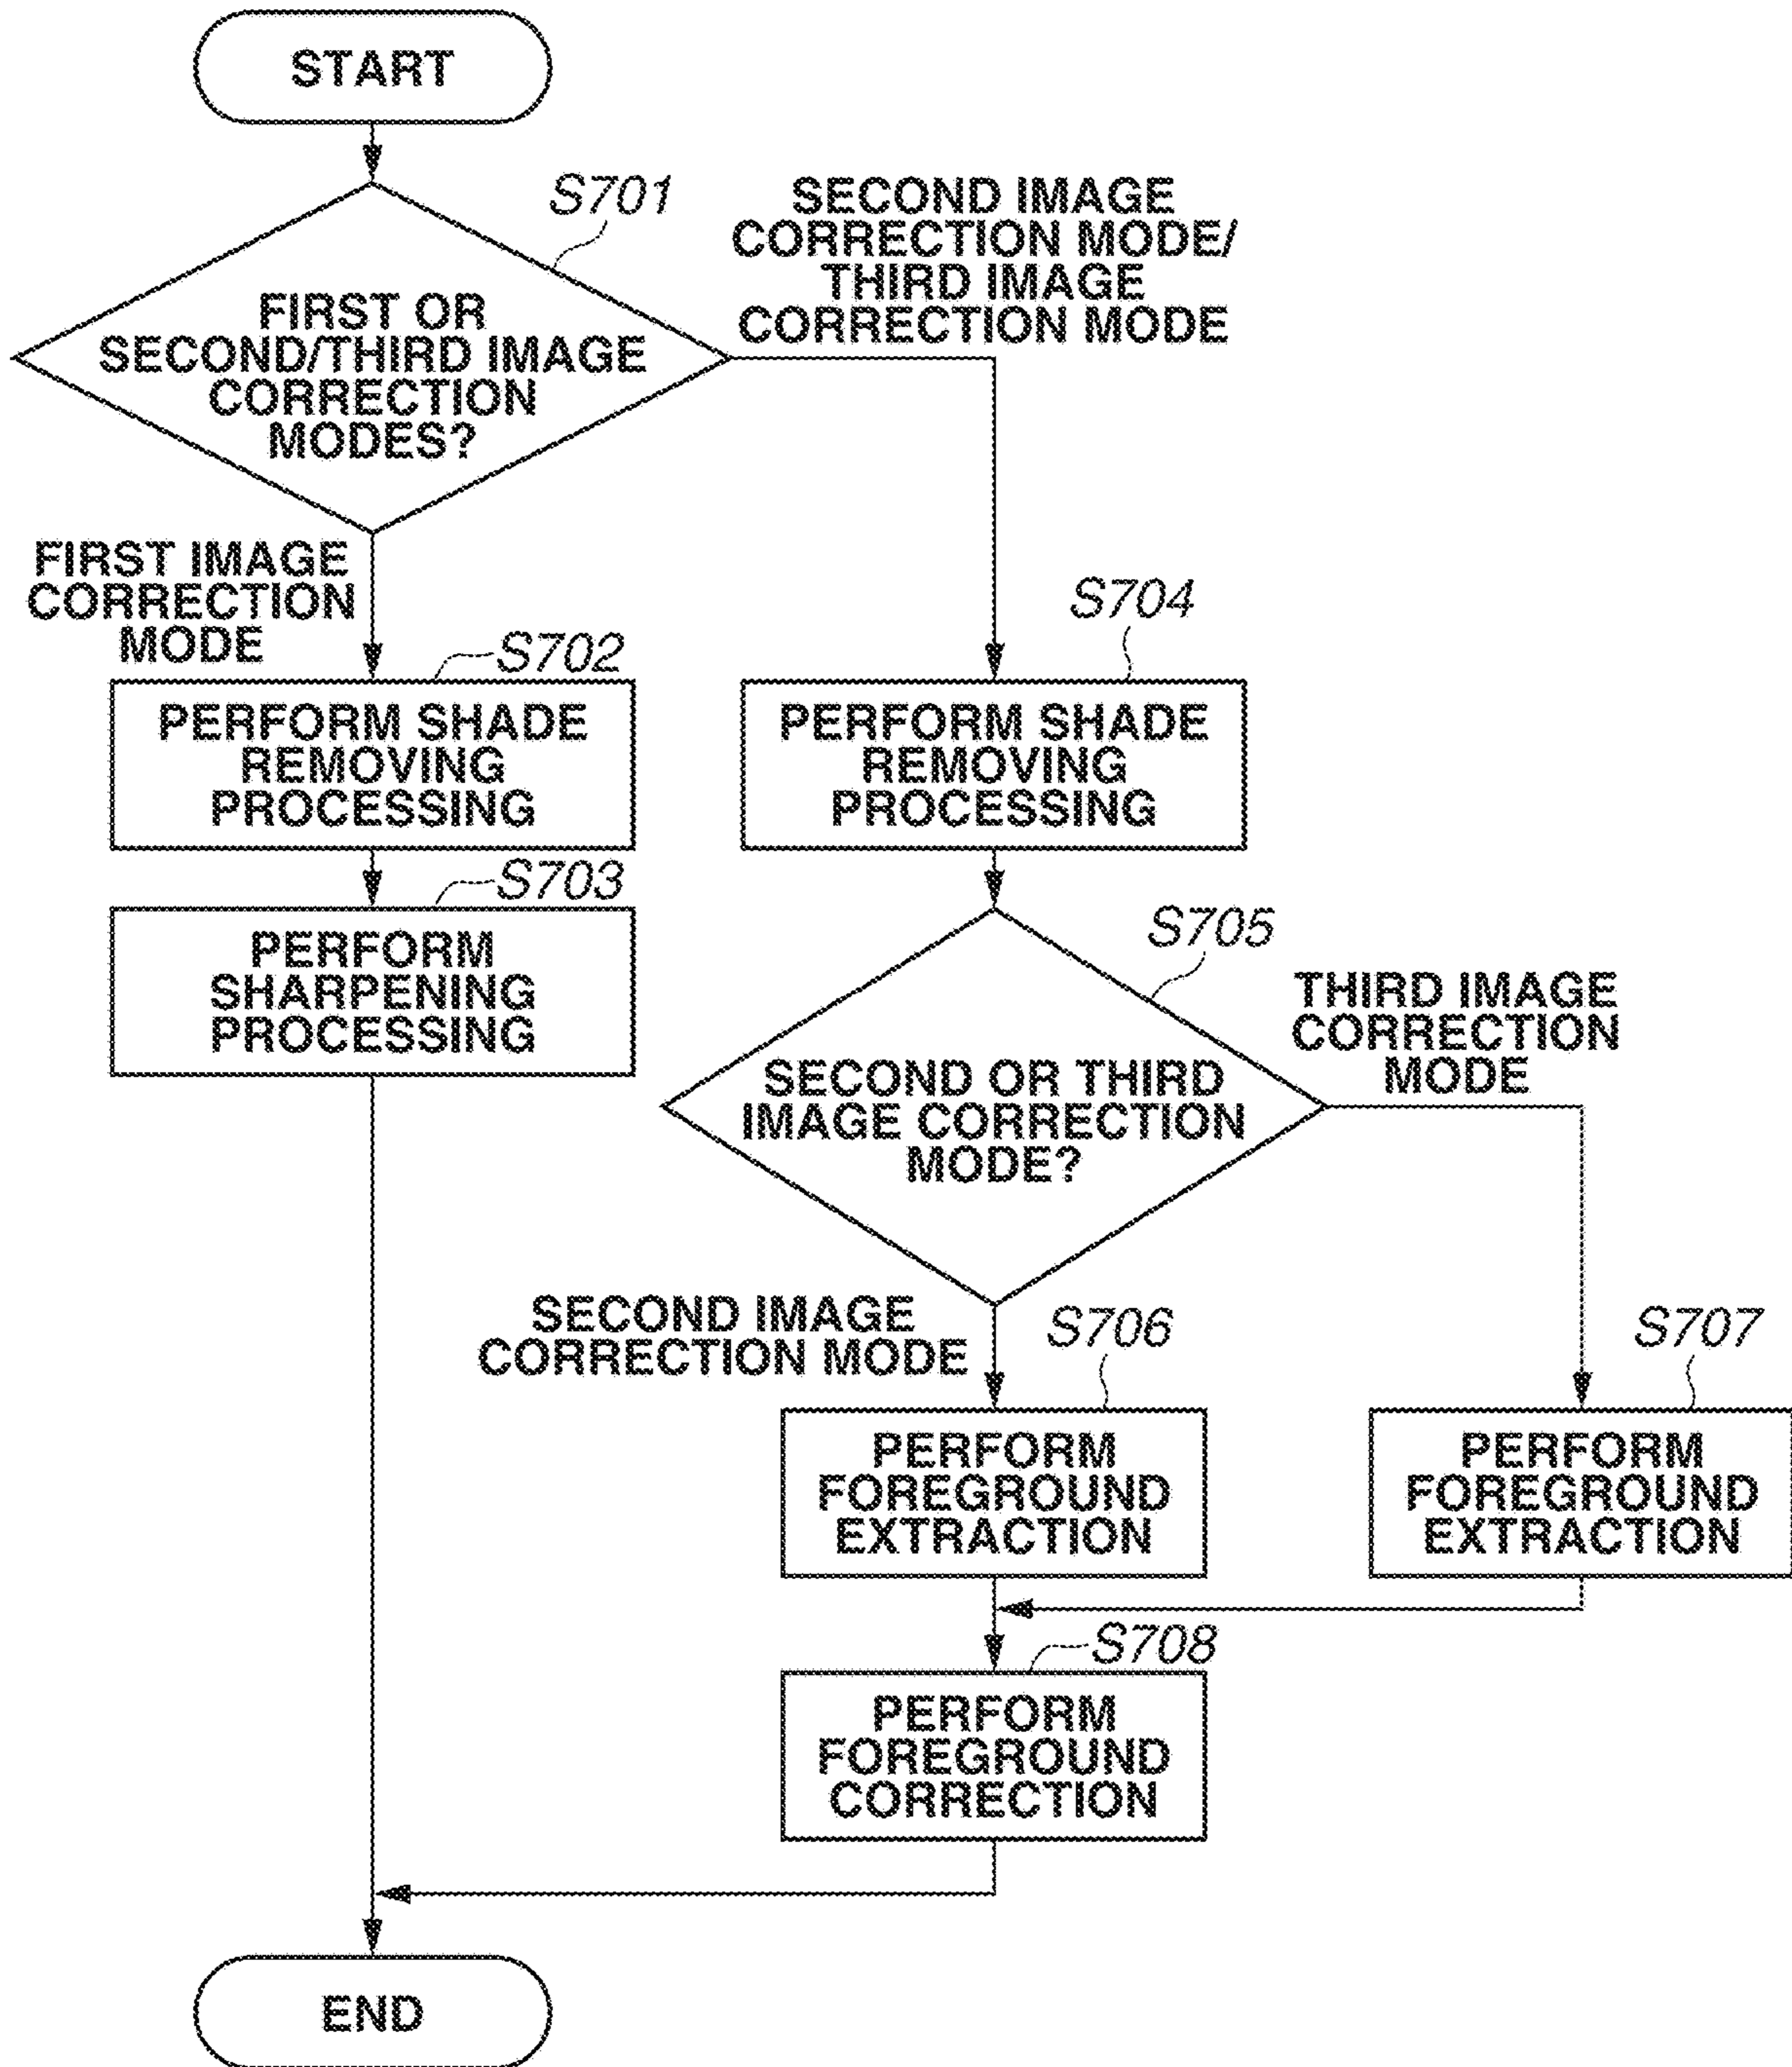 START
S701
FIRST OR
SECOND/THIRD IMAGE
CORRECTION
MODES?
SECOND IMAGE
CORRECTION MODE/
THIRD IMAGE
CORRECTION MODE
FIRST IMAGE
CORRECTION
MODE
S702
PERFORM SHADE
REMOVING
PROCESSING
S703
PERFORM
SHARPENING
PROCESSING
S704
PERFORM SHADE
REMOVING
PROCESSING
S705
SECOND OR THIRD
IMAGE CORRECTION
MODE?
THIRD IMAGE
CORRECTION
MODE
SECOND IMAGE
CORRECTION MODE
S706
PERFORM
FOREGROUND
EXTRACTION
S707
PERFORM
FOREGROUND
EXTRACTION
S708
PERFORM
FOREGROUND
CORRECTION
END